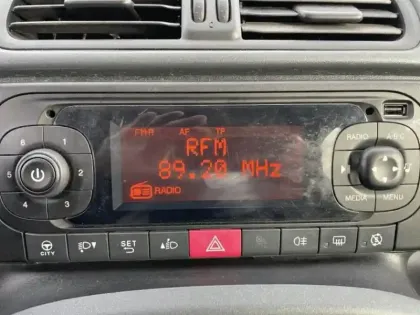 FM-A AF TP
RFM
89.20 MHz
RADIO
6 1
5 2
4 3
RADIO A-B-C
MEDIA MENU
CITY
SET